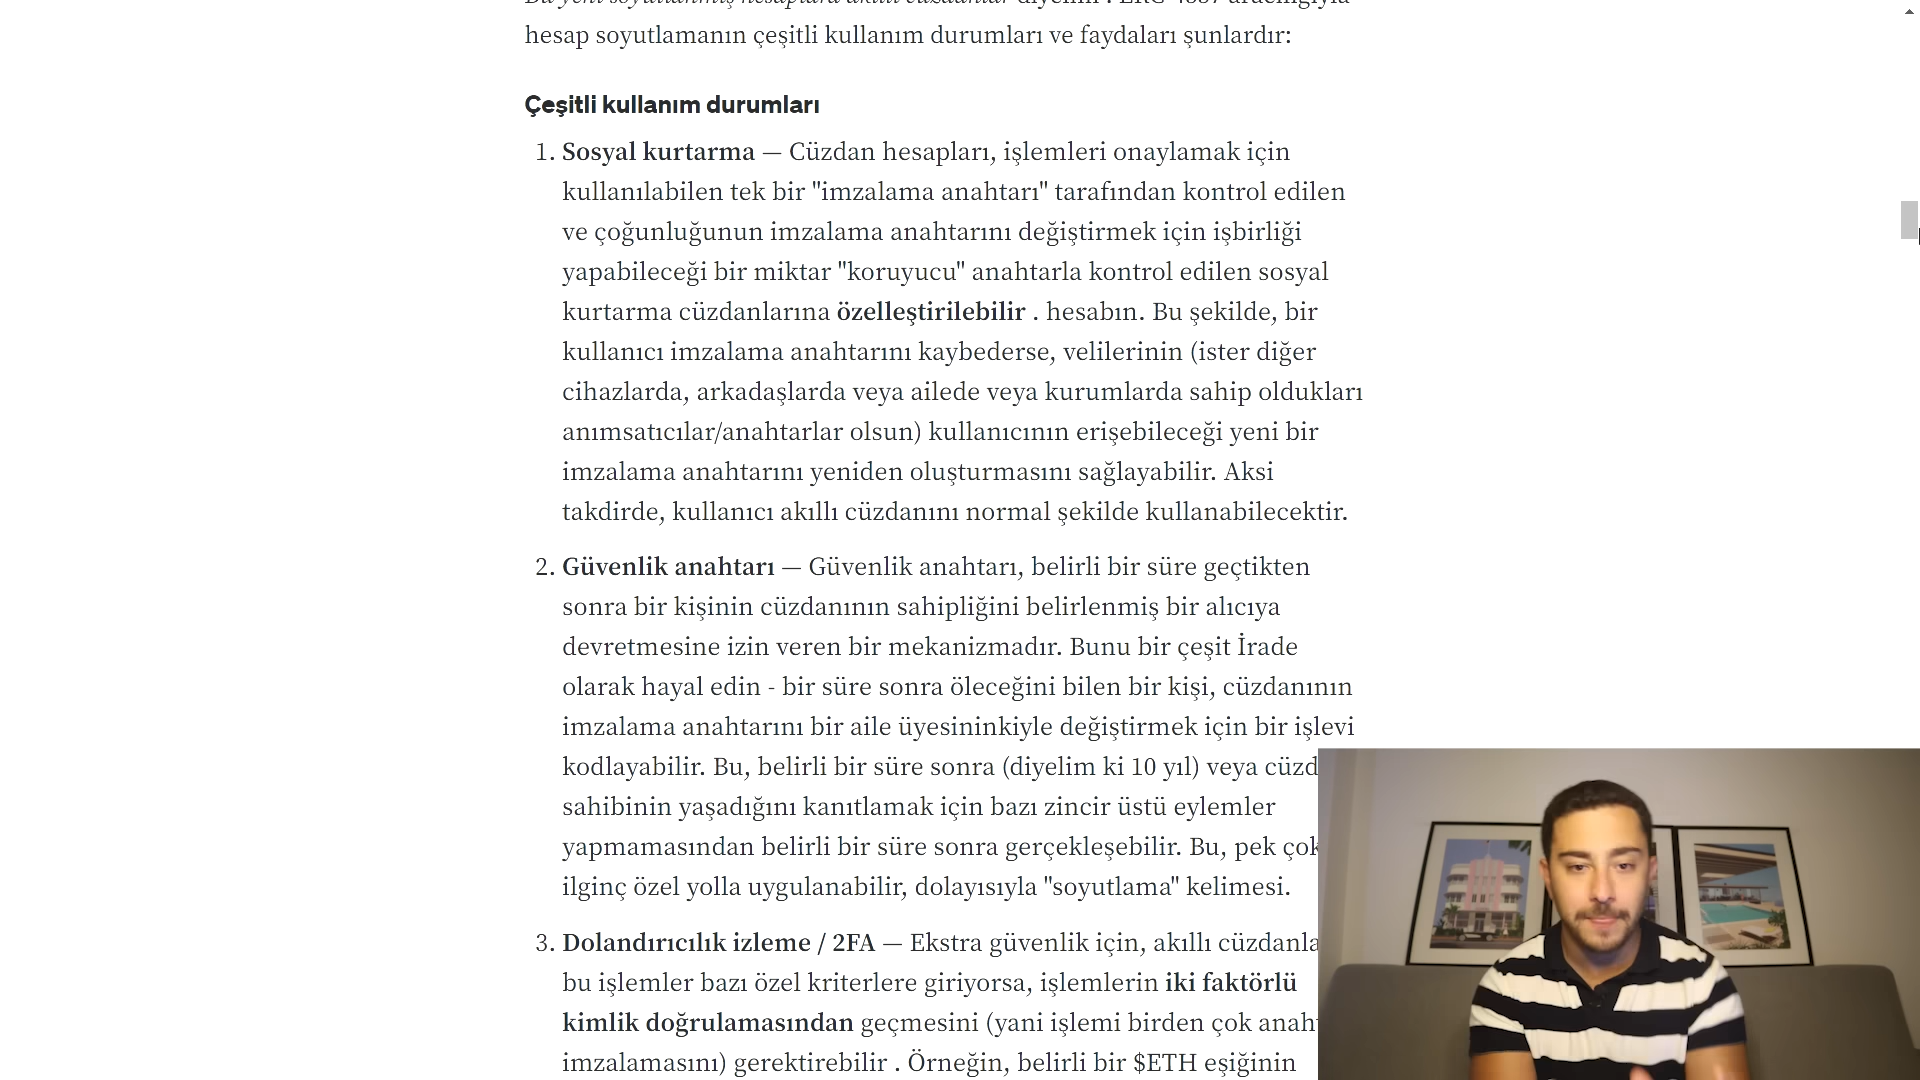 hesap soyutlamanın çeşitli kullanım durumları ve faydaları şunlardır:
Çeşitli kullanım durumları
1. Sosyal kurtarma — Cüzdan hesapları, işlemleri onaylamak için
kullanılabilen tek bir "imzalama anahtarı" tarafından kontrol edilen
ve çoğunluğunun imzalama anahtarını değiştirmek için işbirliği
yapabileceği bir miktar "koruyucu" anahtarla kontrol edilen sosyal
kurtarma cüzdanlarına özelleştirilebilir . hesabın. Bu şekilde, bir
kullanıcı imzalama anahtarını kaybederse, velilerinin (ister diğer
cihazlarda, arkadaşlarda veya ailede veya kurumlarda sahip oldukları
anımsatıcılar/anahtarlar olsun) kullanıcının erişebileceği yeni bir
imzalama anahtarını yeniden oluşturmasını sağlayabilir. Aksi
takdirde, kullanıcı akıllı cüzdanını normal şekilde kullanabilecektir.
2. Güvenlik anahtarı — Güvenlik anahtarı, belirli bir süre geçtikten
sonra bir kişinin cüzdanının sahipliğini belirlenmiş bir alıcıya
devretmesine izin veren bir mekanizmadır. Bunu bir çeşit İrade
olarak hayal edin - bir süre sonra öleceğini bilen bir kişi, cüzdanının
imzalama anahtarını bir aile üyesininkiyle değiştirmek için bir işlevi
kodlayabilir. Bu, belirli bir süre sonra (diyelim ki 10 yıl) veya cüzd
sahibinin yaşadığını kanıtlamak için bazı zincir üstü eylemler
yapmamasından belirli bir süre sonra gerçekleşebilir. Bu, pek çok
ilginç özel yolla uygulanabilir, dolayısıyla "soyutlama" kelimesi.
3. Dolandırıcılık izleme / 2FA — Ekstra güvenlik için, akıllı cüzdanla
bu işlemler bazı özel kriterlere giriyorsa, işlemlerin iki faktörlü
kimlik doğrulamasından geçmesini (yani işlemi birden çok anah
imzalamasını) gerektirebilir . Örneğin, belirli bir $ETH eşiğinin